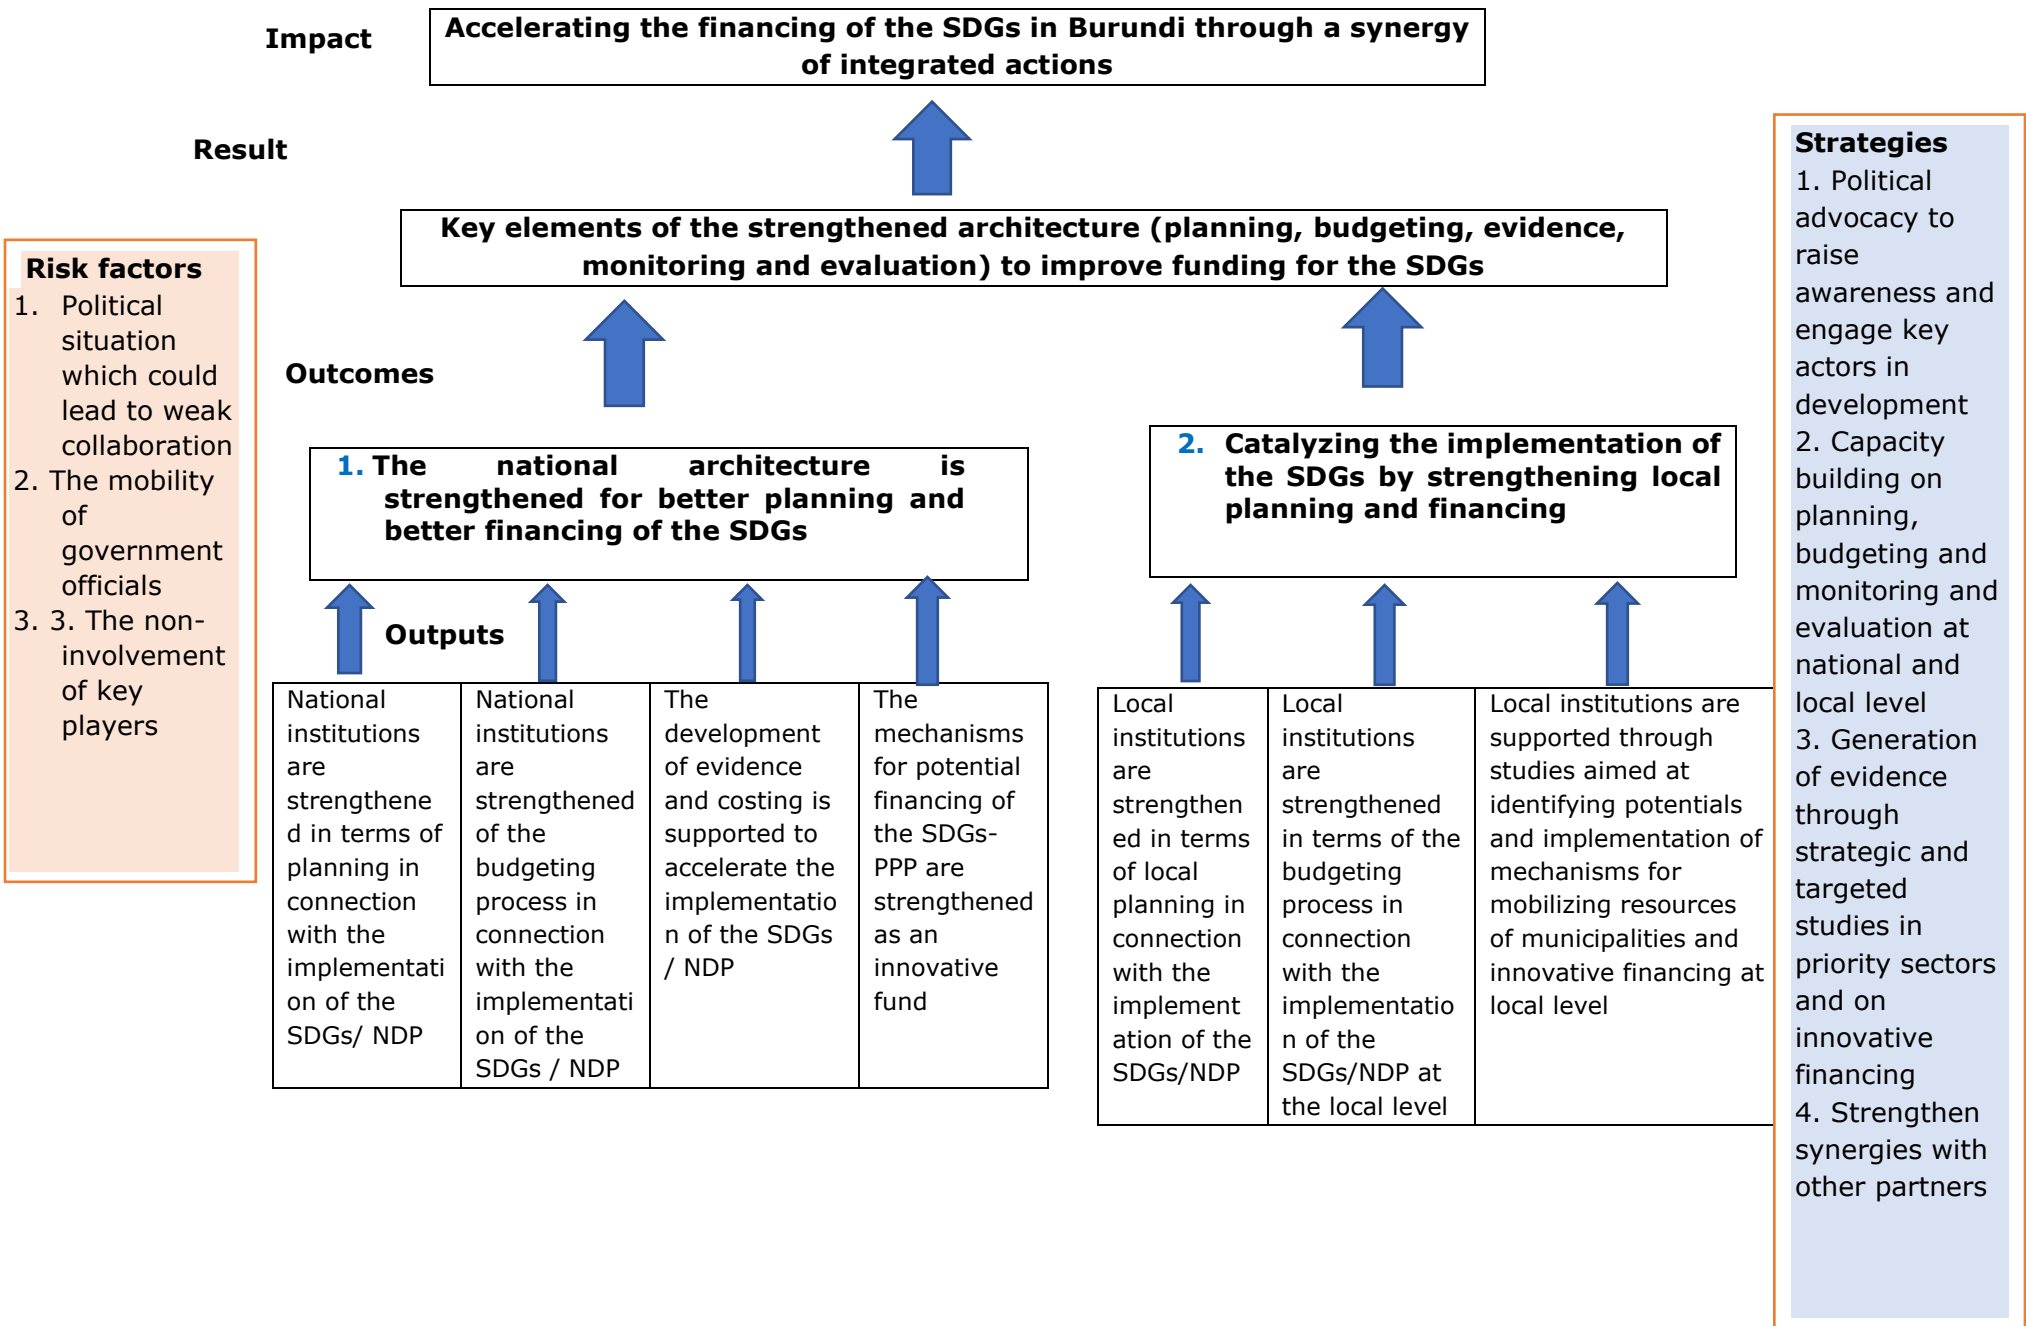 Impact
Accelerating the financing of the SDGs in Burundi through a synergy
of integrated actions
Result
Key elements of the strengthened architecture (planning, budgeting, evidence,
monitoring and evaluation) to improve funding for the SDGs
Risk factors
1. Political
situation
which could
lead to weak
collaboration
2. The mobility
of
government
officials
3. 3. The non-
involvement
of key
players
Outcomes
1. The national architecture is
strengthened for better planning and
better financing of the SDGs
2. Catalyzing the implementation of
the SDGs by strengthening local
planning and financing
Outputs
National
institutions
are
strengthene
d in terms of
planning in
connection
with the
implementati
on of the
SDGs/ NDP
National
institutions
are
strengthened
of the
budgeting
process in
connection
with the
implementati
on of the
SDGs / NDP
The
development
of evidence
and costing is
supported to
accelerate the
implementatio
n of the SDGs
/ NDP
The
mechanisms
for potential
financing of
the SDGs-
PPP are
strengthened
as an
innovative
fund
Local
institutions
are
strengthen
ed in terms
of local
planning in
connection
with the
implement
ation of the
SDGs/NDP
Local
institutions
are
strengthened
in terms of the
budgeting
process in
connection
with the
implementatio
n of the
SDGs/NDP at
the local level
Local institutions are
supported through
studies aimed at
identifying potentials
and implementation of
mechanisms for
mobilizing resources
of municipalities and
innovative financing at
local level
Strategies
1. Political
advocacy to
raise
awareness and
engage key
actors in
development
2. Capacity
building on
planning,
budgeting and
monitoring and
evaluation at
national and
local level
3. Generation
of evidence
through
strategic and
targeted
studies in
priority sectors
and on
innovative
financing
4. Strengthen
synergies with
other partners